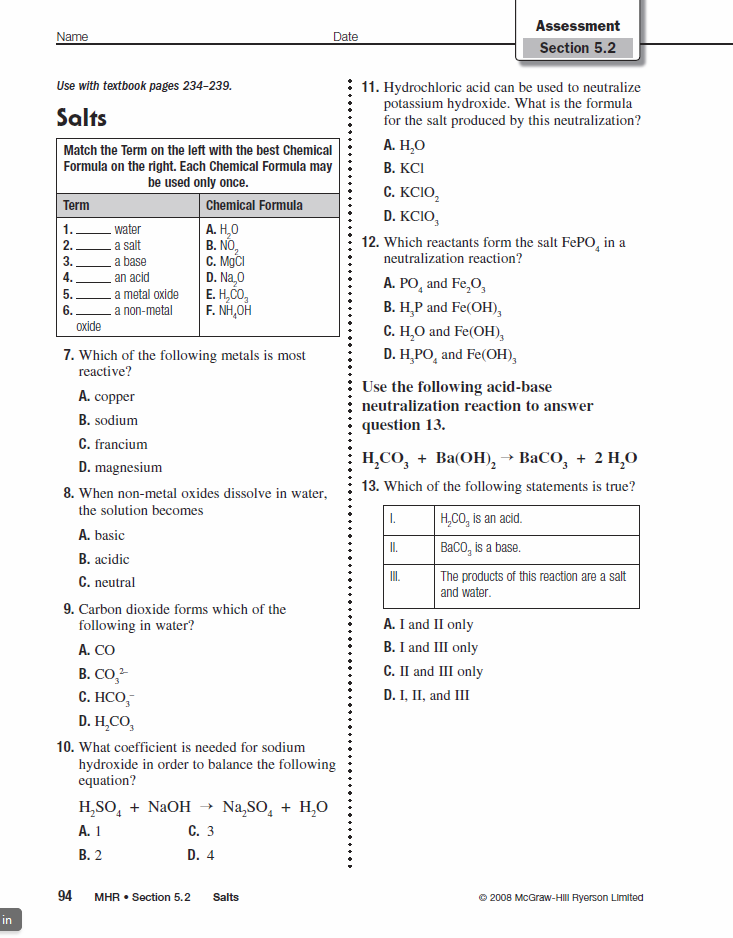 Name Date
Assessment
Section 5.2
Use with textbook pages 234–239.
Salts
Match the Term on the left with the best Chemical
Formula on the right. Each Chemical Formula may
be used only once.
Term Chemical Formula
1. ______ water A. H₂O
2. ______ a salt B. NO₂
3. ______ a base C. MgCl
4. ______ an acid D. Na₂O
5. ______ a metal oxide E. H₂CO₃
6. ______ a non-metal F. NH₄OH
oxide
7. Which of the following metals is most
reactive?
A. copper
B. sodium
C. francium
D. magnesium
8. When non-metal oxides dissolve in water,
the solution becomes
A. basic
B. acidic
C. neutral
9. Carbon dioxide forms which of the
following in water?
A. CO
B. CO₃²⁻
C. HCO₃⁻
D. H₂CO₃
10. What coefficient is needed for sodium
hydroxide in order to balance the following
equation?
H₂SO₄ + NaOH → Na₂SO₄ + H₂O
A. 1 C. 3
B. 2 D. 4
11. Hydrochloric acid can be used to neutralize
potassium hydroxide. What is the formula
for the salt produced by this neutralization?
A. H₂O
B. KCl
C. KClO₂
D. KClO₃
12. Which reactants form the salt FePO₄ in a
neutralization reaction?
A. PO₄ and Fe₂O₃
B. H₃P and Fe(OH)₃
C. H₂O and Fe(OH)₃
D. H₃PO₄ and Fe(OH)₃
Use the following acid-base
neutralization reaction to answer
question 13.
H₂CO₃ + Ba(OH)₂ → BaCO₃ + 2 H₂O
13. Which of the following statements is true?
I. H₂CO₃ is an acid.
II. BaCO₃ is a base.
III. The products of this reaction are a salt
and water.
A. I and II only
B. I and III only
C. II and III only
D. I, II, and III
94 MHR • Section 5.2 Salts © 2008 McGraw-Hill Ryerson Limited
in